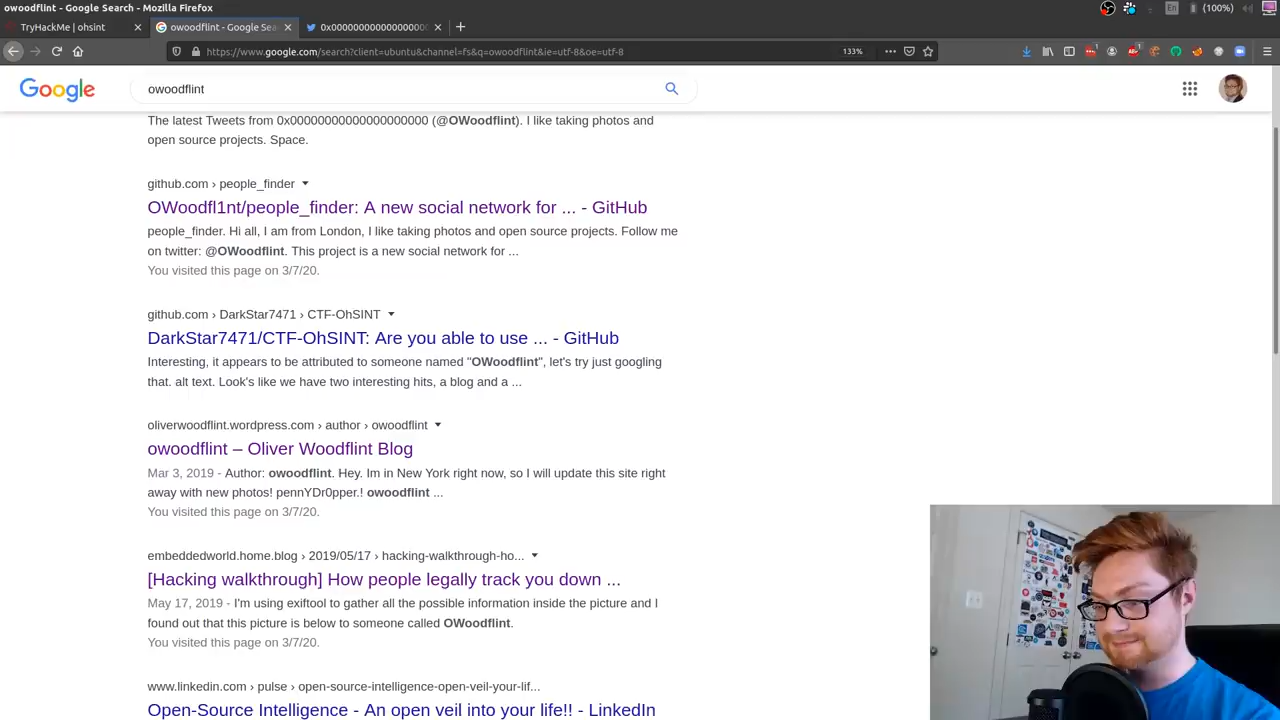 owoodflint - Google Search - Mozilla Firefox
En
(100%)
TryHackMe | ohsint
owoodflint - Google Sea
0x0000000000000000
https://www.google.com/search?client=ubuntu&channel=fs&q=owoodflint&ie=utf-8&oe=utf-8
133%
Google
owoodflint
The latest Tweets from 0x00000000000000000000 (@OWoodflint). I like taking photos and
open source projects. Space.
github.com › people_finder
OWoodfl1nt/people_finder: A new social network for ... - GitHub
people_finder. Hi all, I am from London, I like taking photos and open source projects. Follow me
on twitter: @OWoodflint. This project is a new social network for ...
You visited this page on 3/7/20.
github.com › DarkStar7471 › CTF-OhSINT
DarkStar7471/CTF-OhSINT: Are you able to use ... - GitHub
Interesting, it appears to be attributed to someone named "OWoodflint", let's try just googling
that. alt text. Look's like we have two interesting hits, a blog and a ...
oliverwoodflint.wordpress.com › author › owoodflint
owoodflint – Oliver Woodflint Blog
Mar 3, 2019 - Author: owoodflint. Hey. Im in New York right now, so I will update this site right
away with new photos! pennYDr0pper.! owoodflint ...
You visited this page on 3/7/20.
embeddedworld.home.blog › 2019/05/17 › hacking-walkthrough-ho...
[Hacking walkthrough] How people legally track you down ...
May 17, 2019 - I'm using exiftool to gather all the possible information inside the picture and I
found out that this picture is below to someone called OWoodflint.
You visited this page on 3/7/20.
www.linkedin.com › pulse › open-source-intelligence-open-veil-your-lif...
Open-Source Intelligence - An open veil into your life!! - LinkedIn